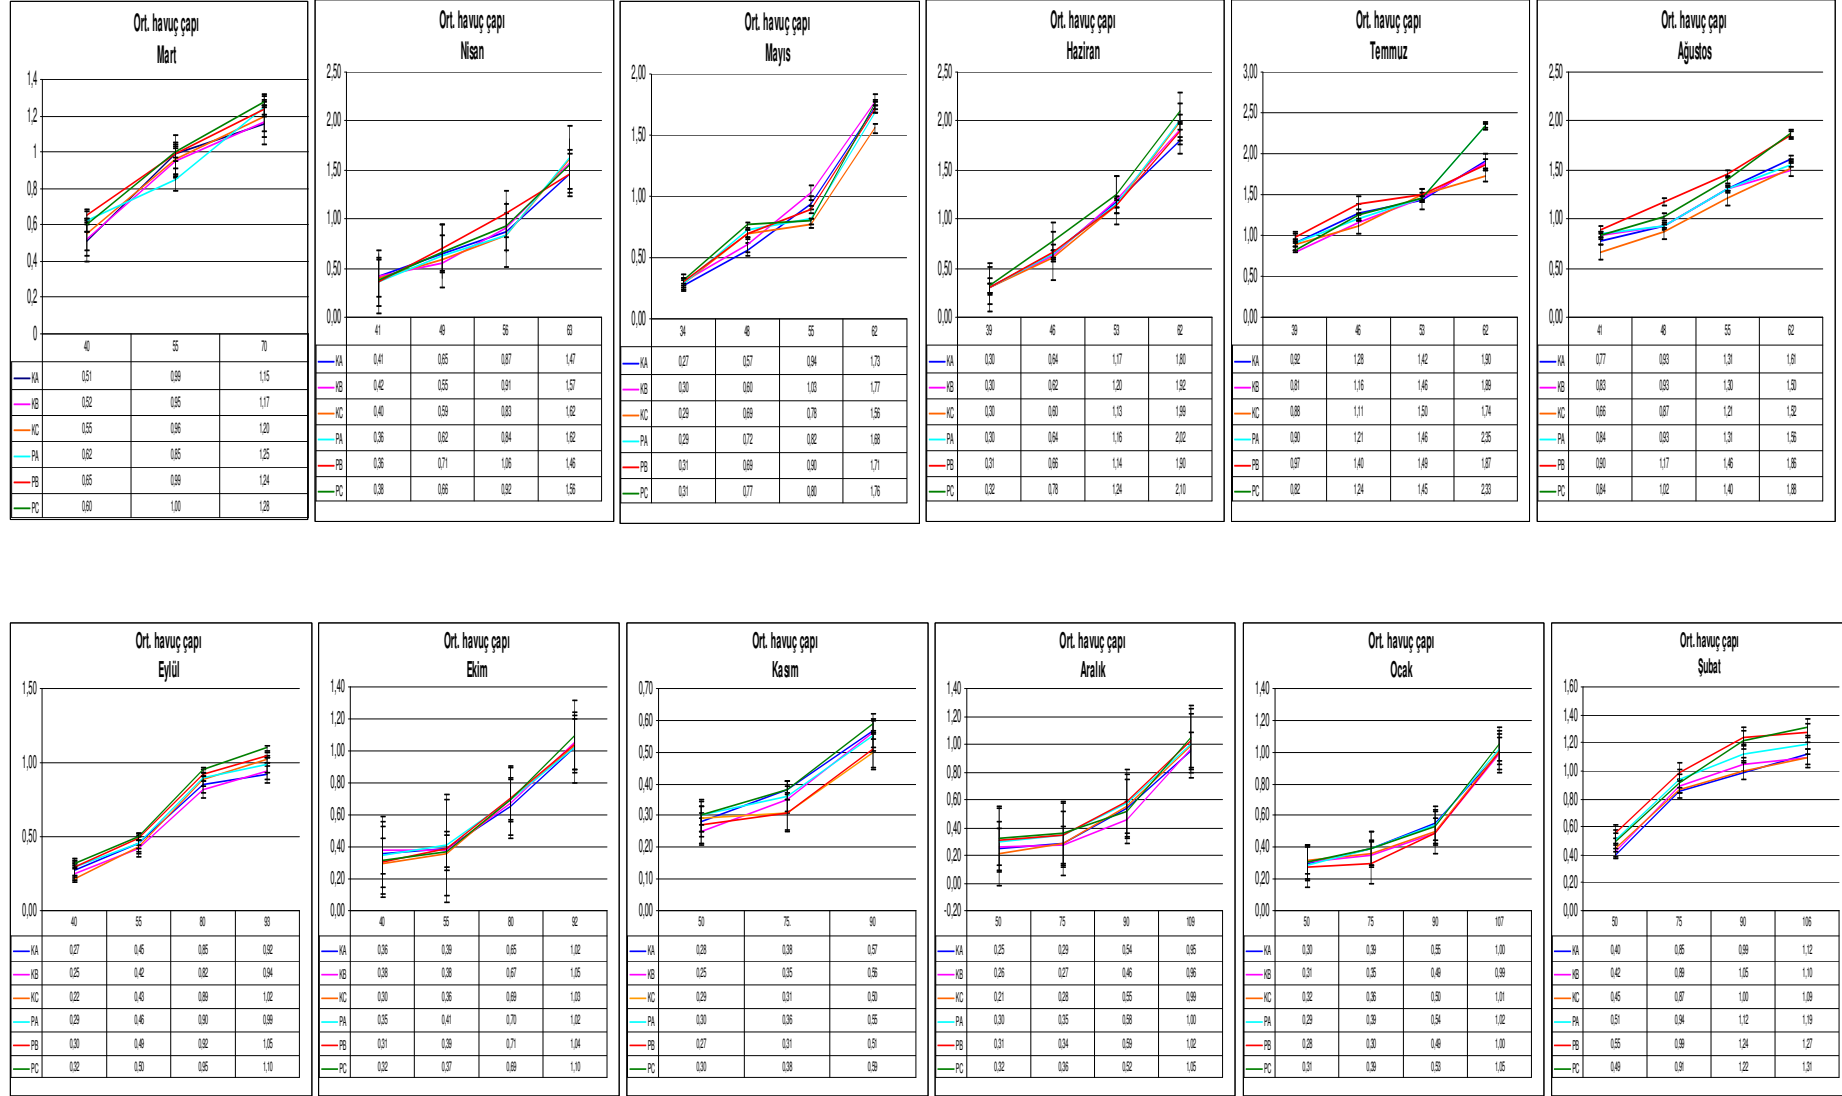 Ort. havuç çapı
Mart
1,4
1,2
1
0,8
0,6
0,4
0,2
0
40 55 70
KA 0,51 0,99 1,15
KB 0,52 0,95 1,17
KC 0,55 0,96 1,20
PA 0,62 0,85 1,25
PB 0,65 0,99 1,24
PC 0,60 1,00 1,28
Ort. havuç çapı
Nisan
2,50
2,00
1,50
1,00
0,50
0,00
41 49 56 63
KA 0,41 0,65 0,87 1,47
KB 0,42 0,55 0,91 1,57
KC 0,40 0,59 0,83 1,62
PA 0,36 0,62 0,84 1,62
PB 0,36 0,71 1,06 1,46
PC 0,38 0,66 0,92 1,56
Ort. havuç çapı
Mayıs
2,00
1,50
1,00
0,50
0,00
34 48 55 62
KA 0,27 0,57 0,94 1,73
KB 0,30 0,60 1,03 1,77
KC 0,29 0,69 0,78 1,56
PA 0,29 0,72 0,82 1,68
PB 0,31 0,69 0,90 1,71
PC 0,31 0,77 0,80 1,76
Ort. havuç çapı
Haziran
2,50
2,00
1,50
1,00
0,50
0,00
39 46 53 62
KA 0,30 0,64 1,17 1,80
KB 0,30 0,62 1,20 1,92
KC 0,30 0,60 1,13 1,99
PA 0,30 0,64 1,16 2,02
PB 0,31 0,66 1,14 1,90
PC 0,32 0,78 1,24 2,10
Ort. havuç çapı
Temmuz
3,00
2,50
2,00
1,50
1,00
0,50
0,00
39 46 53 62
KA 0,92 1,28 1,42 1,90
KB 0,81 1,16 1,46 1,89
KC 0,88 1,11 1,50 1,74
PA 0,90 1,21 1,46 2,35
PB 0,97 1,40 1,49 1,87
PC 0,82 1,24 1,45 2,33
Ort. havuç çapı
Ağustos
2,50
2,00
1,50
1,00
0,50
0,00
41 48 55 62
KA 0,77 0,93 1,31 1,61
KB 0,83 0,93 1,30 1,50
KC 0,66 0,87 1,21 1,52
PA 0,84 0,93 1,31 1,56
PB 0,90 1,17 1,46 1,86
PC 0,84 1,02 1,40 1,88
Ort. havuç çapı
Eylül
1,50
1,00
0,50
0,00
40 55 80 93
KA 0,27 0,45 0,85 0,92
KB 0,25 0,42 0,82 0,94
KC 0,22 0,43 0,89 1,02
PA 0,29 0,46 0,90 0,99
PB 0,30 0,49 0,92 1,05
PC 0,32 0,50 0,95 1,10
Ort. havuç çapı
Ekim
1,40
1,20
1,00
0,80
0,60
0,40
0,20
0,00
40 55 80 92
KA 0,36 0,39 0,65 1,02
KB 0,38 0,38 0,67 1,05
KC 0,30 0,36 0,69 1,03
PA 0,35 0,41 0,70 1,02
PB 0,31 0,39 0,71 1,04
PC 0,32 0,37 0,69 1,10
Ort. havuç çapı
Kasım
0,70
0,60
0,50
0,40
0,30
0,20
0,10
0,00
50 75. 90
KA 0,28 0,38 0,57
KB 0,25 0,35 0,56
KC 0,29 0,31 0,50
PA 0,30 0,36 0,55
PB 0,27 0,31 0,51
PC 0,30 0,38 0,59
Ort. havuç çapı
Aralık
1,40
1,20
1,00
0,80
0,60
0,40
0,20
0,00
-0,20
50 75 90 109
KA 0,25 0,29 0,54 0,95
KB 0,26 0,27 0,46 0,96
KC 0,21 0,28 0,55 0,99
PA 0,30 0,35 0,58 1,00
PB 0,31 0,34 0,59 1,02
PC 0,32 0,36 0,52 1,05
Ort. havuç çapı
Ocak
1,40
1,20
1,00
0,80
0,60
0,40
0,20
0,00
50 75 90 107
KA 0,30 0,39 0,55 1,00
KB 0,31 0,35 0,49 0,99
KC 0,32 0,36 0,50 1,01
PA 0,29 0,39 0,54 1,02
PB 0,28 0,30 0,49 1,00
PC 0,31 0,39 0,53 1,05
Ort. havuç çapı
Şubat
1,60
1,40
1,20
1,00
0,80
0,60
0,40
0,20
0,00
50 75 90 106
KA 0,40 0,85 0,99 1,12
KB 0,42 0,89 1,05 1,10
KC 0,45 0,87 1,00 1,09
PA 0,51 0,94 1,12 1,19
PB 0,55 0,99 1,24 1,27
PC 0,49 0,91 1,22 1,31